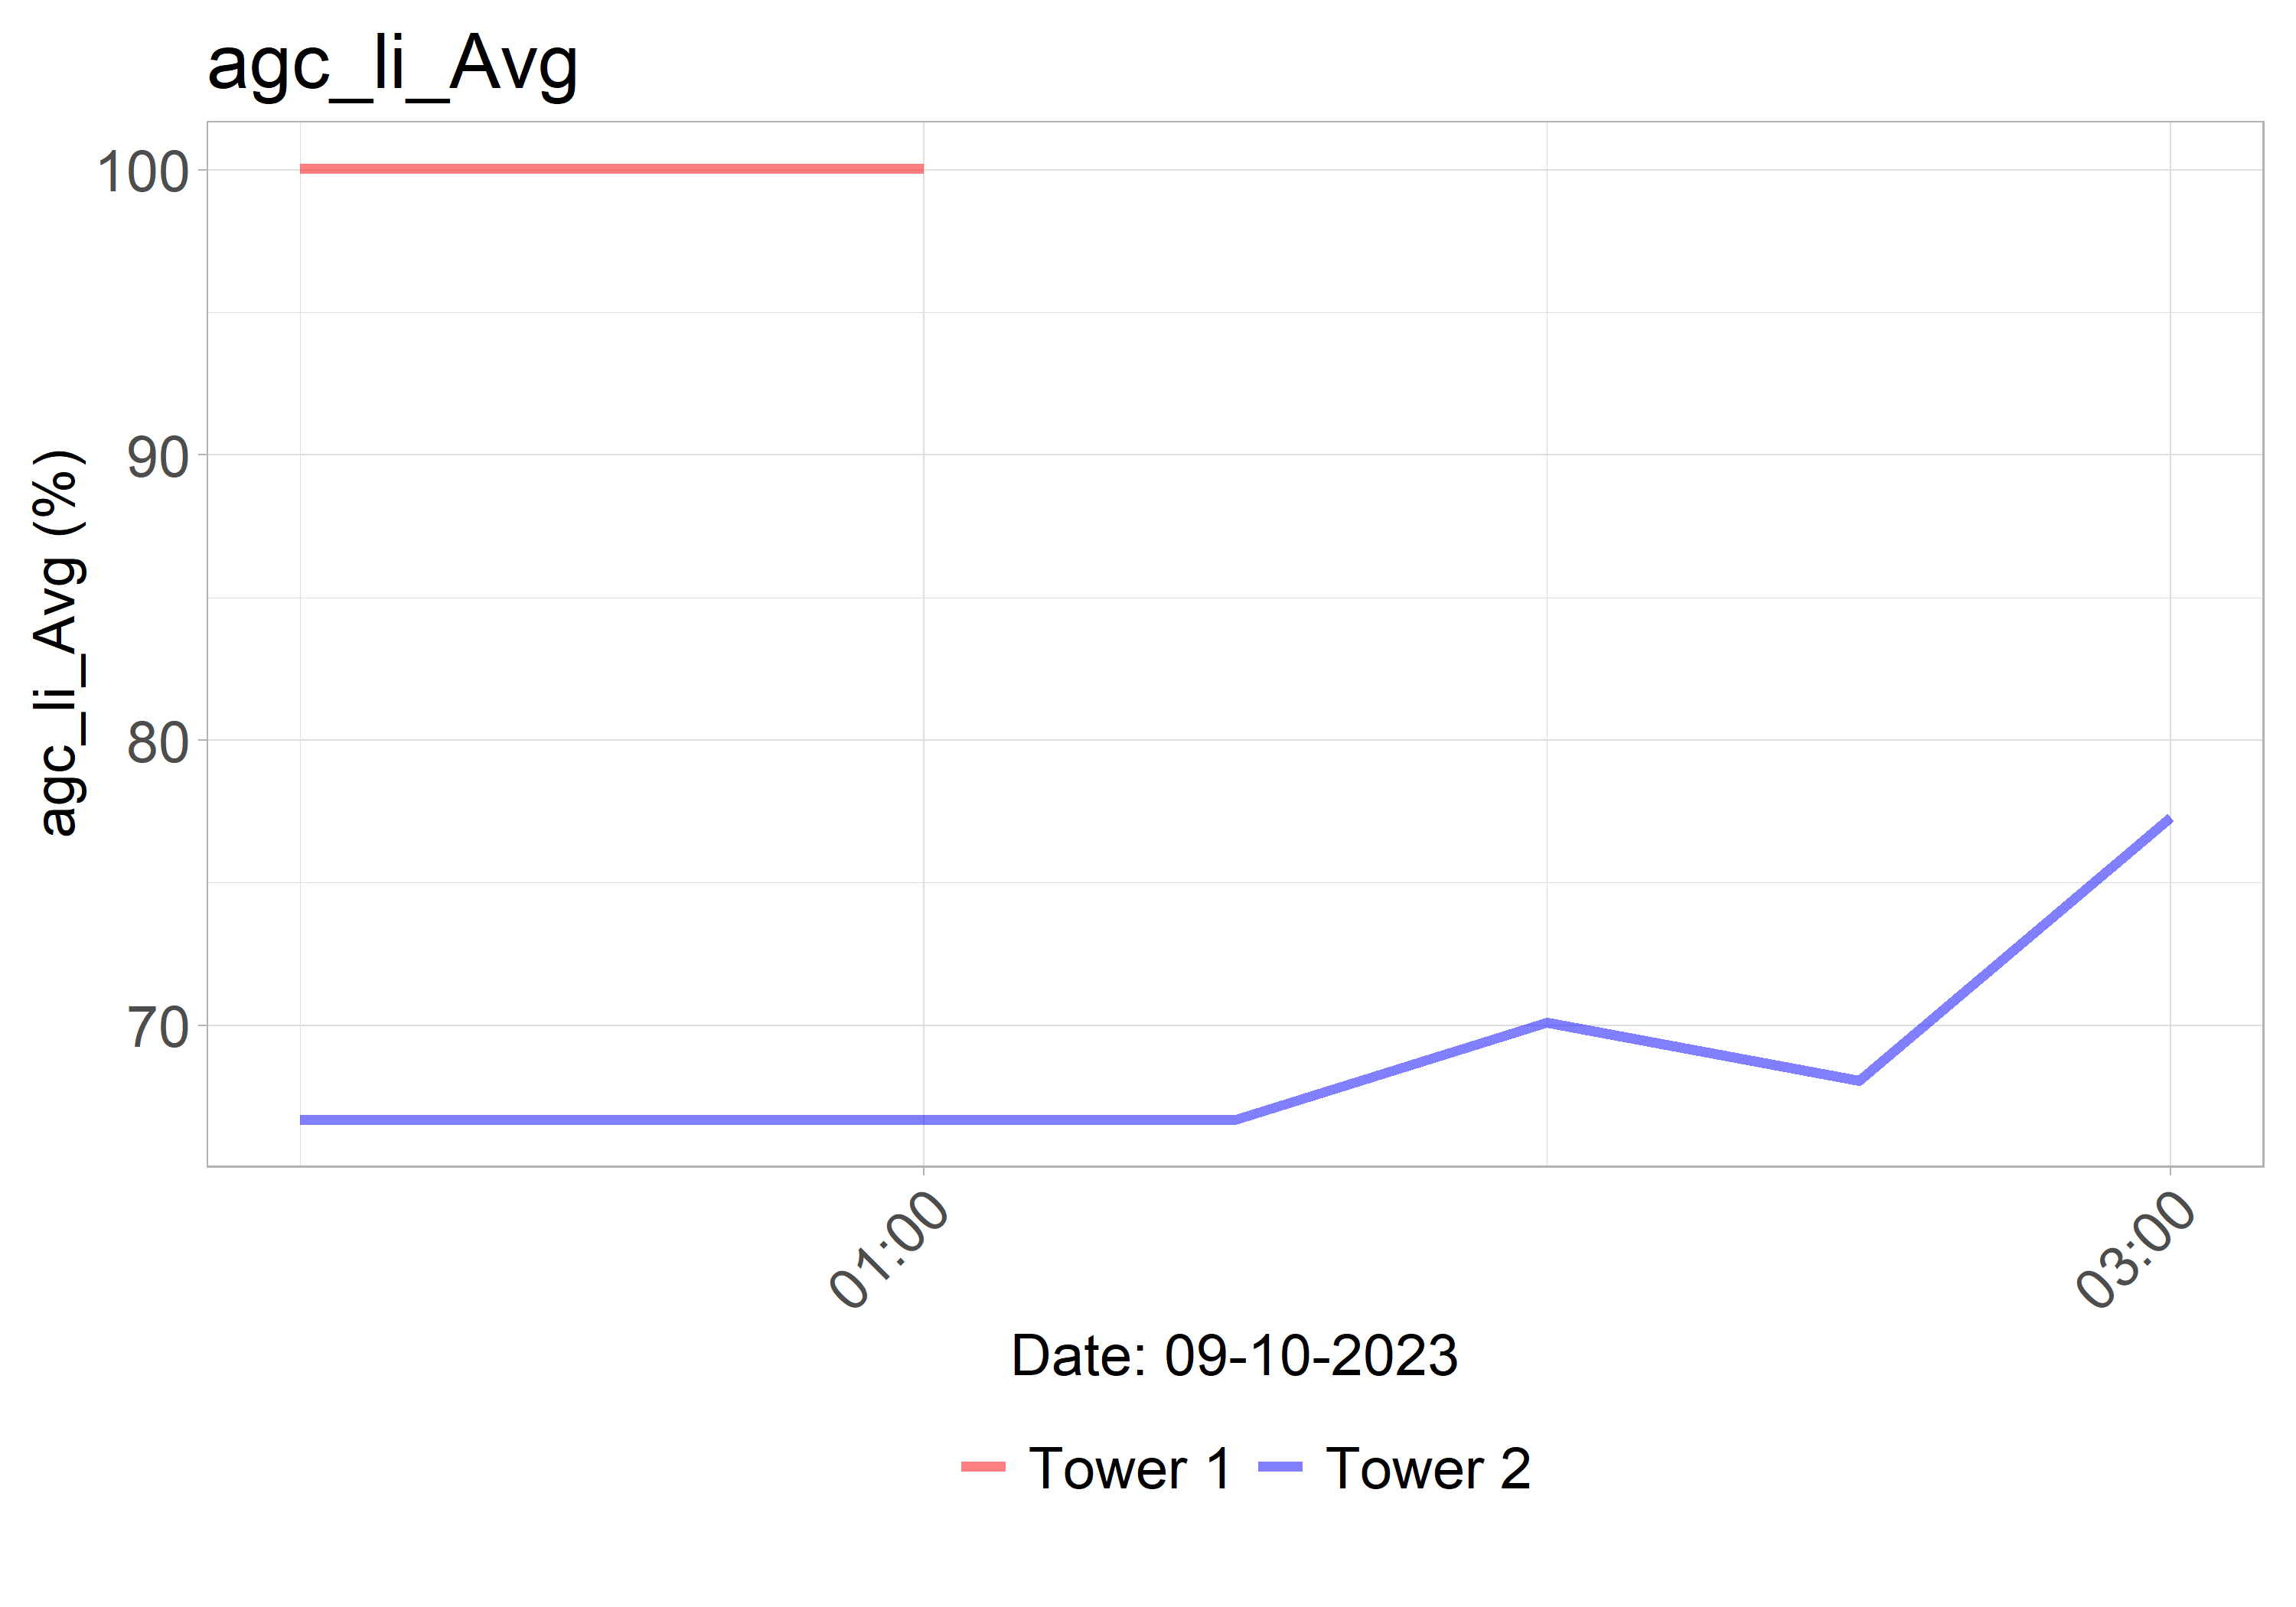 agc_li_Avg
agc_li_Avg (%)
100
90
80
70
01:00
03:00
Date: 09-10-2023
Tower 1
Tower 2